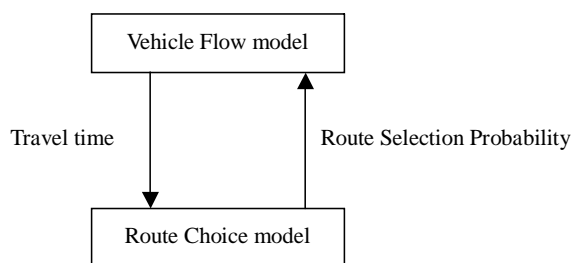 Vehicle Flow model
Travel time
Route Selection Probability
Route Choice model